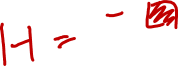 H = -